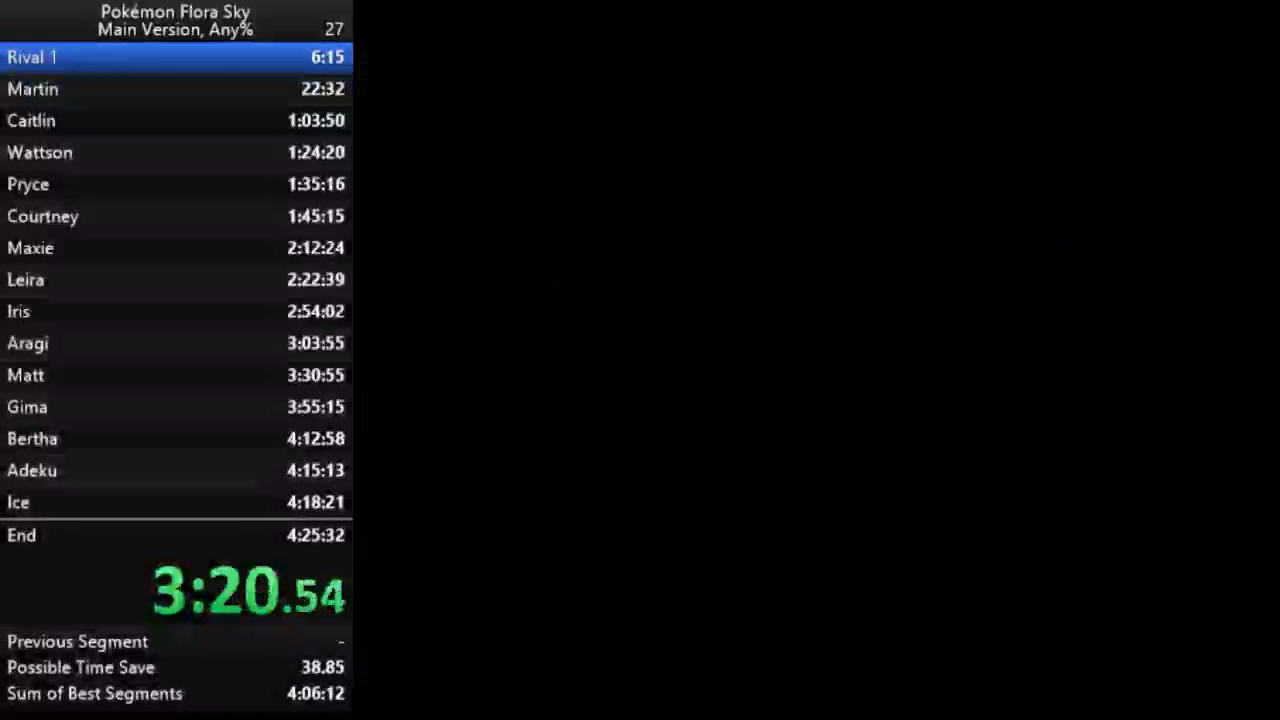 Pokémon Flora Sky
Main Version, Any% 27
Rival 1 6:15
Martin 22:32
Caitlin 1:03:50
Wattson 1:24:20
Pryce 1:35:16
Courtney 1:45:15
Maxie 2:12:24
Leira 2:22:39
Iris 2:54:02
Aragi 3:03:55
Matt 3:30:55
Gima 3:55:15
Bertha 4:12:58
Adeku 4:15:13
Ice 4:18:21
End 4:25:32
3:20.54
Previous Segment -
Possible Time Save 38.85
Sum of Best Segments 4:06:12